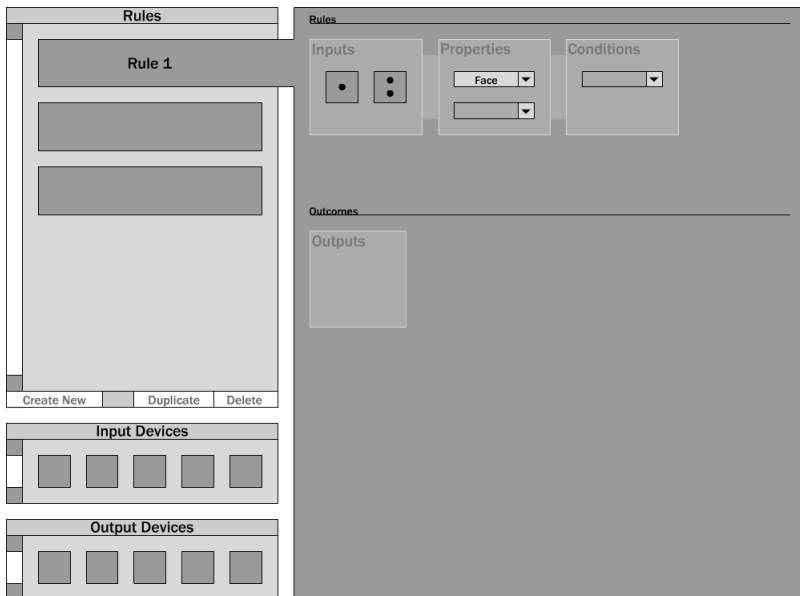 Rules
Rule 1
Create New
Duplicate
Delete
Input Devices
Output Devices
Rules
Inputs
Properties
Conditions
Face
Outcomes
Outputs